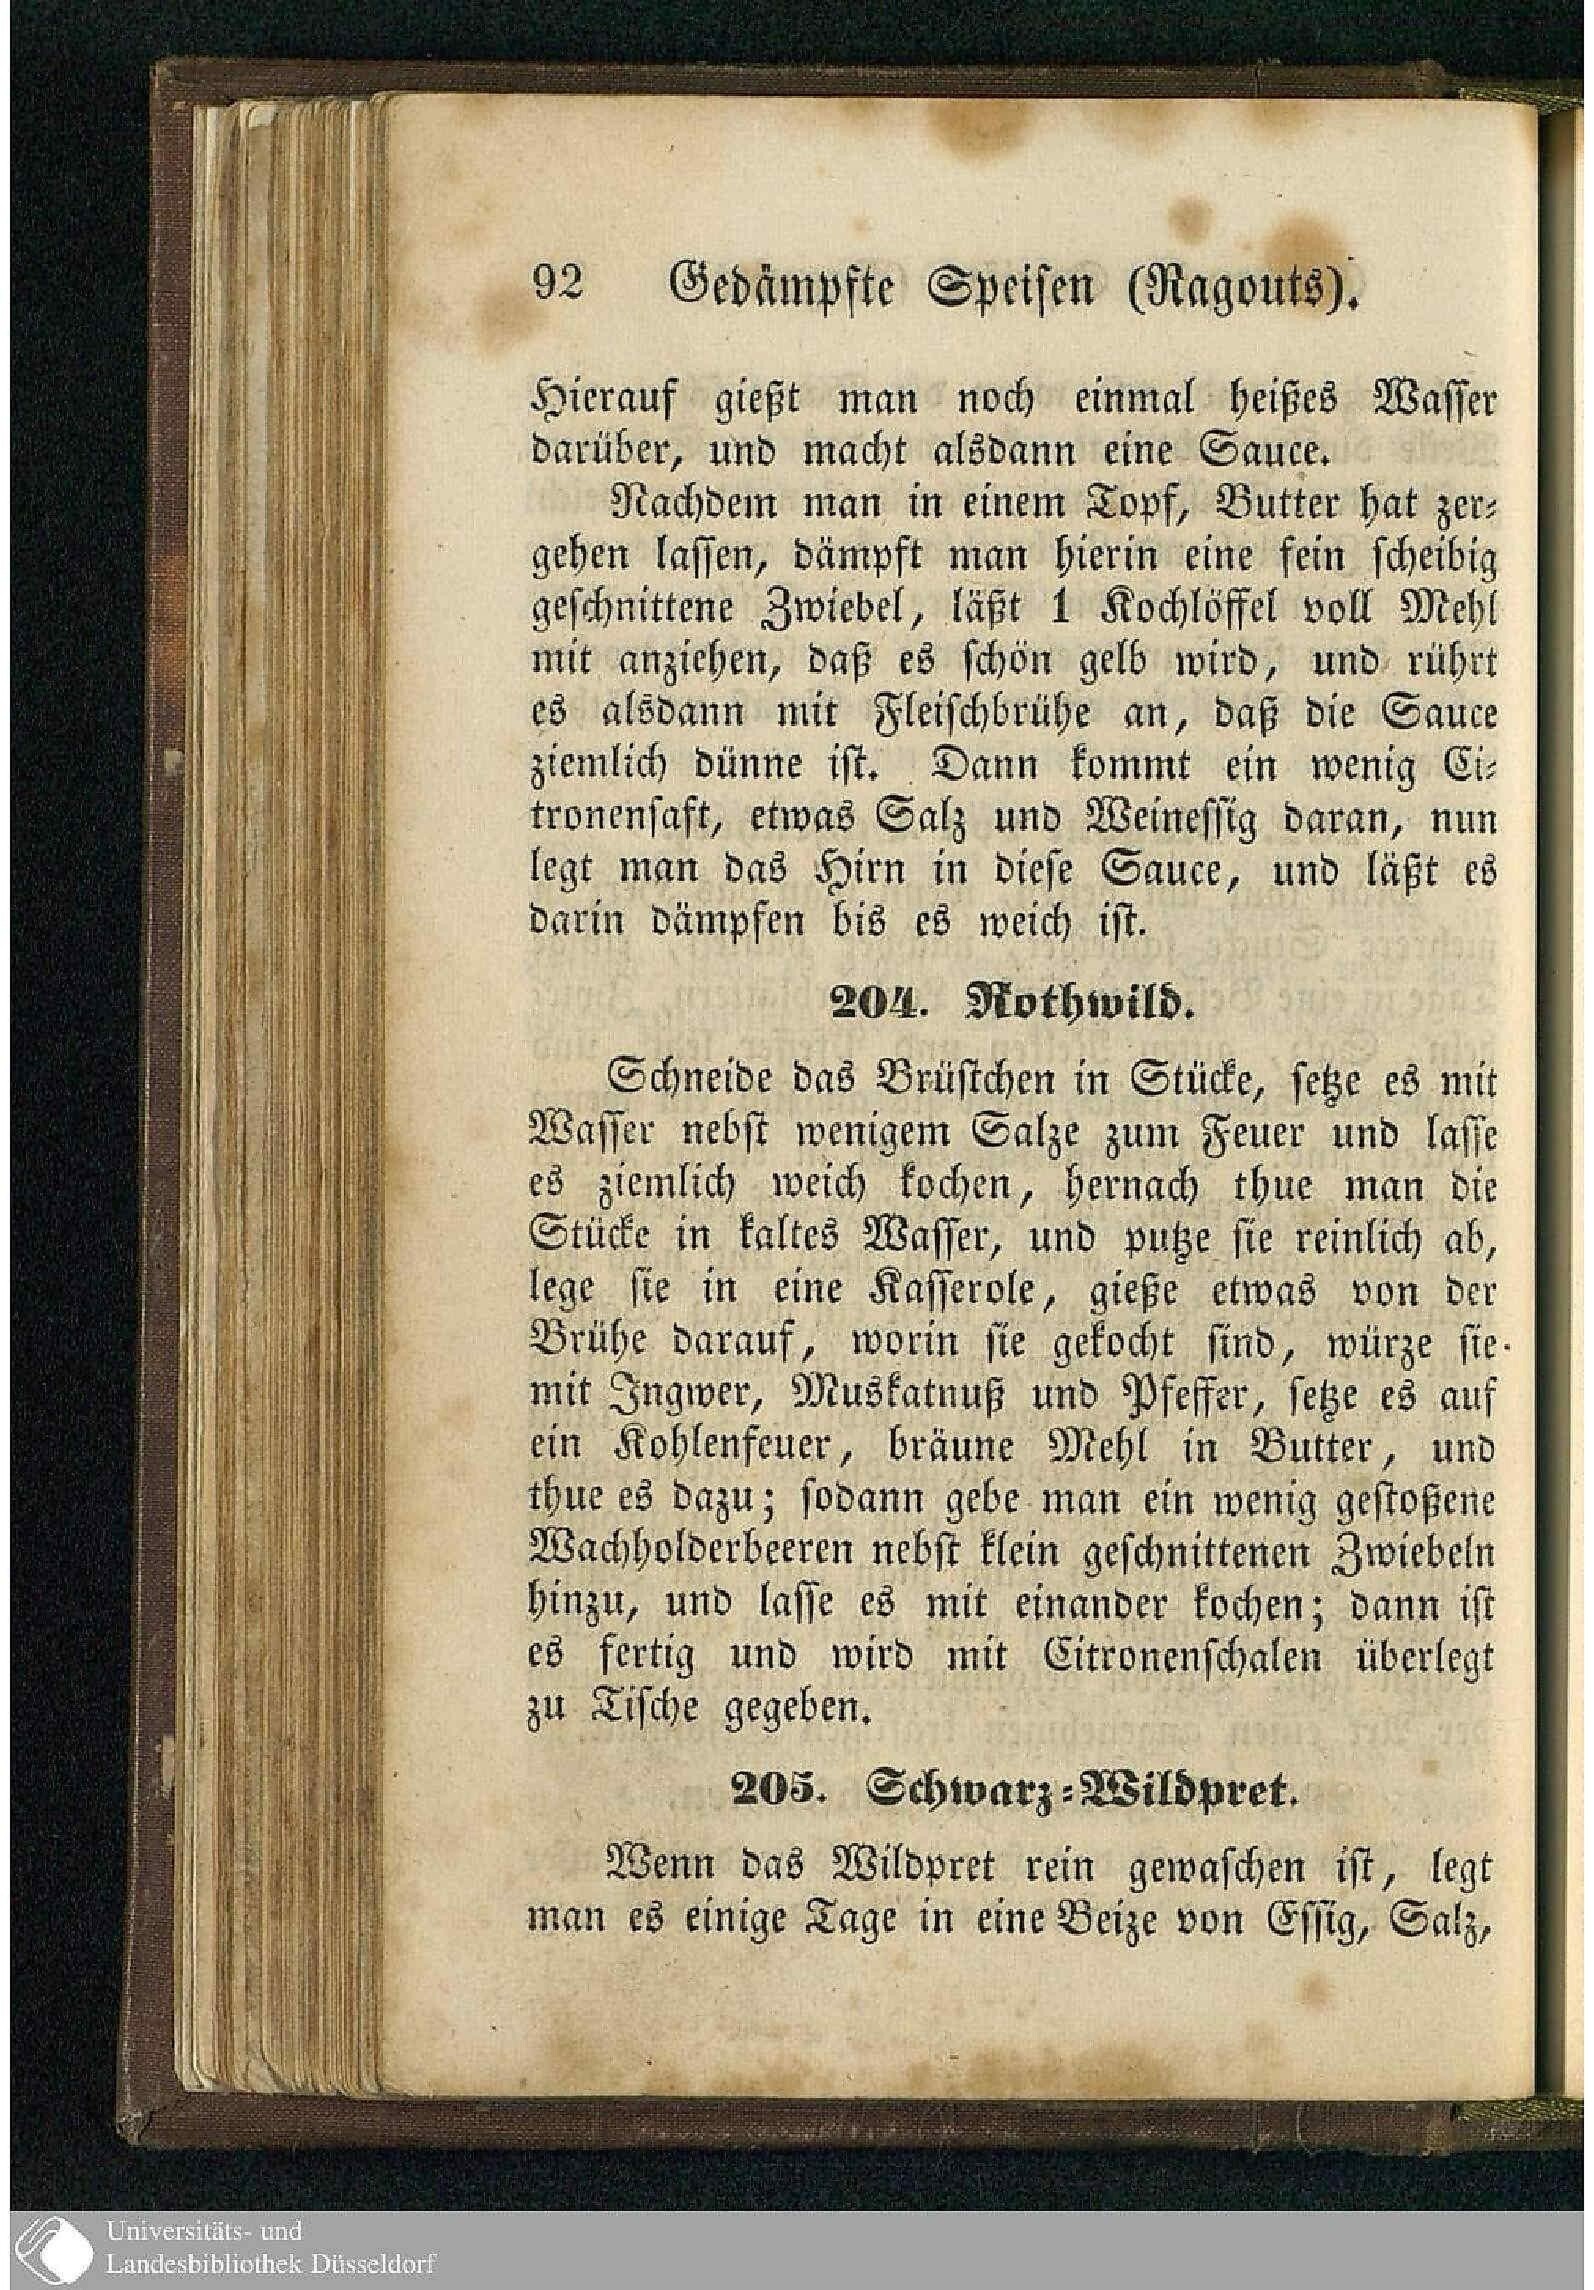 92 Gedämpfte Speisen (Ragouts).
Hierauf gießt man noch einmal heißes Wasser
darüber, und macht alsdann eine Sauce.
Nachdem man in einem Topf, Butter hat zer⸗
gehen lassen, dämpft man hierin eine fein scheibig
geschnittene Zwiebel, läßt 1 Kochlöffel voll Mehl
mit anziehen, daß es schön gelb wird, und rührt
es alsdann mit Fleischbrühe an, daß die Sauce
ziemlich dünne ist. Dann kommt ein wenig Ci⸗
tronensaft, etwas Salz und Weinessig daran, nun
legt man das Hirn in diese Sauce, und läßt es
darin dämpfen bis es weich ist.
204. Rothwild.
Schneide das Brüstchen in Stücke, setze es mit
Wasser nebst wenigem Salze zum Feuer und lasse
es ziemlich weich kochen, hernach thue man die
Stücke in kaltes Wasser, und putze sie reinlich ab,
lege sie in eine Kasserole, gieße etwas von der
Brühe darauf, worin sie gekocht sind, würze sie
mit Ingwer, Muskatnuß und Pfeffer, setze es auf
ein Kohlenfeuer, bräune Mehl in Butter, und
thue es dazu; sodann gebe man ein wenig gestoßene
Wachholderbeeren nebst klein geschnittenen Zwiebeln
hinzu, und lasse es mit einander kochen; dann ist
es fertig und wird mit Citronenschalen überlegt
zu Tische gegeben.
205. Schwarz⸗Wildpret.
Wenn das Wildpret rein gewaschen ist, legt
man es einige Tage in eine Beize von Essig, Salz,
Universitäts- und
Landesbibliothek Düsseldorf